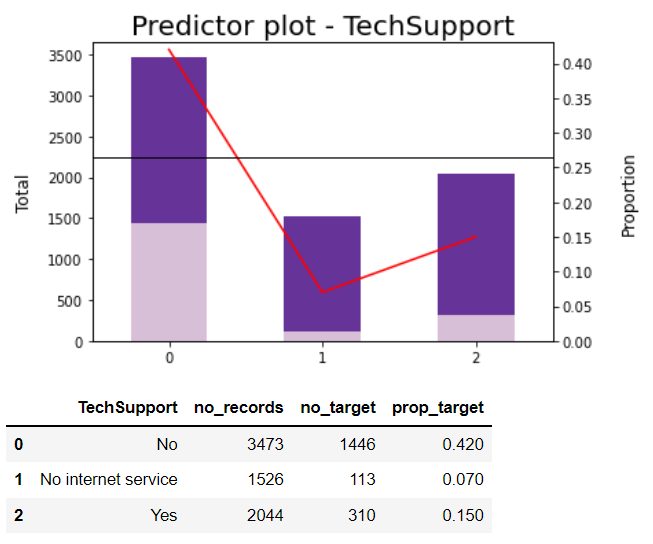 Predictor plot - TechSupport
3500
3000
2500
2000
1500
1000
500
0
Total
0.40
0.35
0.30
0.25
0.20
0.15
0.10
0.05
0.00
Proportion
0 1 2
TechSupport no_records no_target prop_target
0 No 3473 1446 0.420
1 No internet service 1526 113 0.070
2 Yes 2044 310 0.150